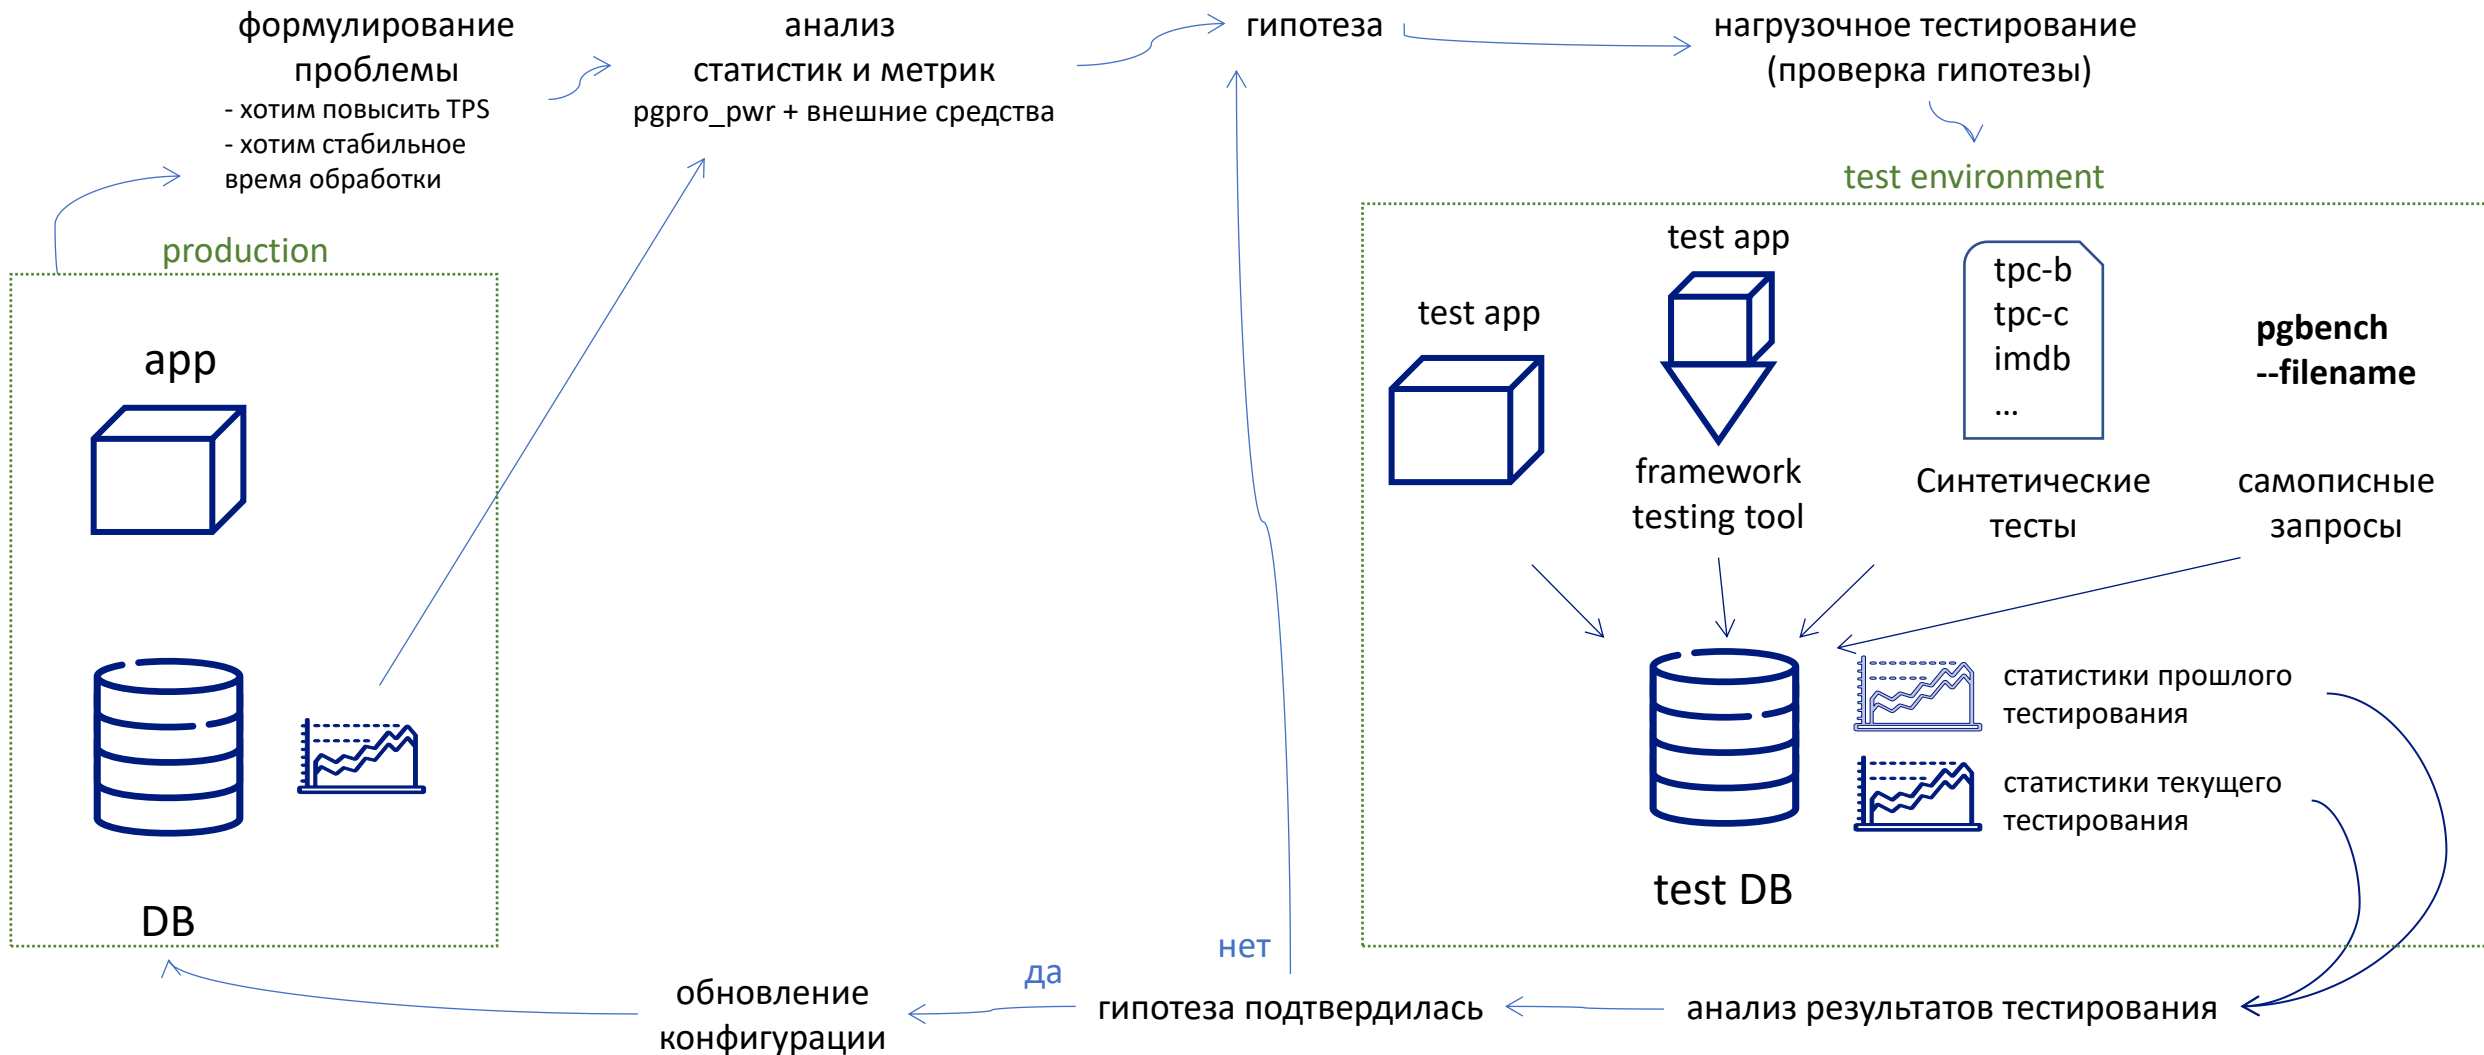 формулирование
проблемы
- хотим повысить TPS
- хотим стабильное
время обработки
анализ
статистик и метрик
pgpro_pwr + внешние средства
гипотеза
нагрузочное тестирование
(проверка гипотезы)
production
app
DB
test environment
test app
test app
framework
testing tool
tpc-b
tpc-c
imdb
...
Синтетические
тесты
pgbench
--filename
самописные
запросы
статистики прошлого
тестирования
статистики текущего
тестирования
test DB
анализ результатов тестирования
гипотеза подтвердилась
нет
да
обновление
конфигурации